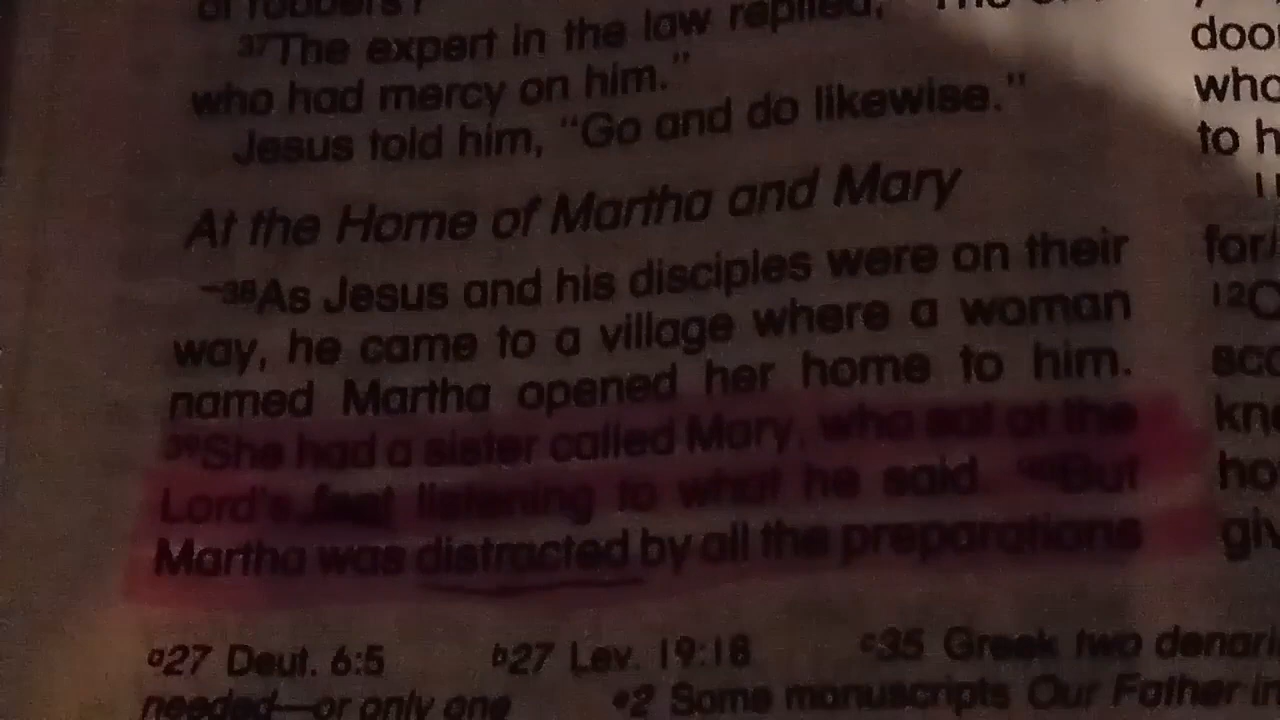 of robbers?"
³⁷The expert in the law replied, "The
who had mercy on him."
Jesus told him, "Go and do likewise."
At the Home of Martha and Mary
³⁸As Jesus and his disciples were on their
way, he came to a village where a woman
named Martha opened her home to him.
³⁹She had a sister called Mary, who sat at the
Lord's feet listening to what he said. ⁴⁰But
Martha was distracted by all the preparations
ᵃ27 Deut. 6:5 ᵇ27 Lev. 19:18 ᶜ35 Greek two denari
needed—or only one ᵉ2 Some manuscripts Our Father in
doo
who
to h
for
¹²
kn
ho
giv